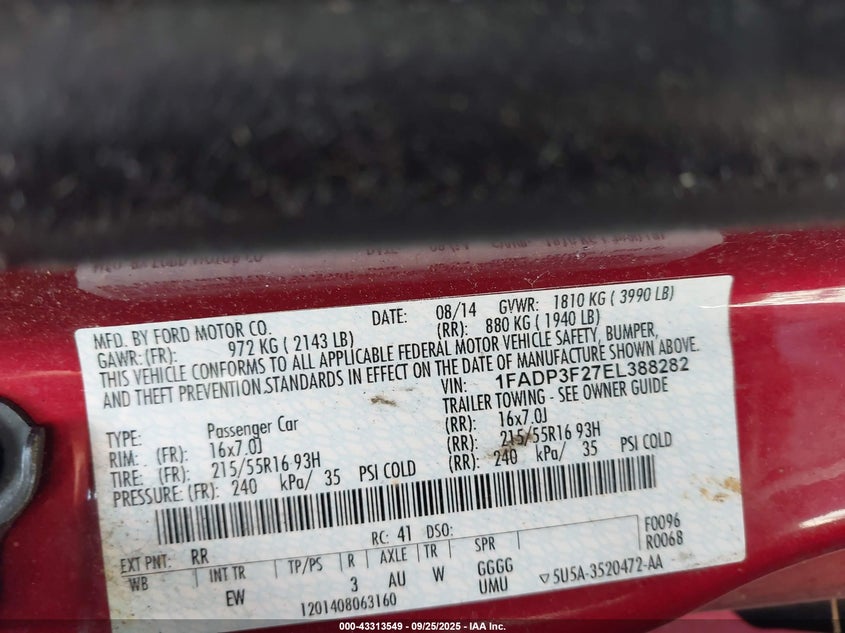 MFD. BY FORD MOTOR CO. DATE: 08/14 GVWR: 1810 KG ( 3990 LB)
GAWR: (FR): 972 KG ( 2143 LB) (RR): 880 KG ( 1940 LB)
THIS VEHICLE CONFORMS TO ALL APPLICABLE FEDERAL MOTOR VEHICLE SAFETY, BUMPER,
AND THEFT PREVENTION STANDARDS IN EFFECT ON THE DATE OF MANUFACTURE SHOWN ABOVE.
VIN: 1FADP3F27EL388282
TYPE: Passenger Car TRAILER TOWING - SEE OWNER GUIDE
RIM: (FR): 16x7.0J (RR): 16x7.0J
TIRE: (FR): 215/55R16 93H (RR): 215/55R16 93H
PRESSURE: (FR): 240 kPa/ 35 PSI COLD (RR): 240 kPa/ 35 PSI COLD
EXT PNT: RR RC: 41 DSO: F0096
R0068
WB INT TR TP/PS R AXLE TR SPR
EW 3 AU W GGGG
UMU
1201408063160 ▽5U5A-3520472-AA
000-43313549 - 09/25/2025 - IAA Inc.